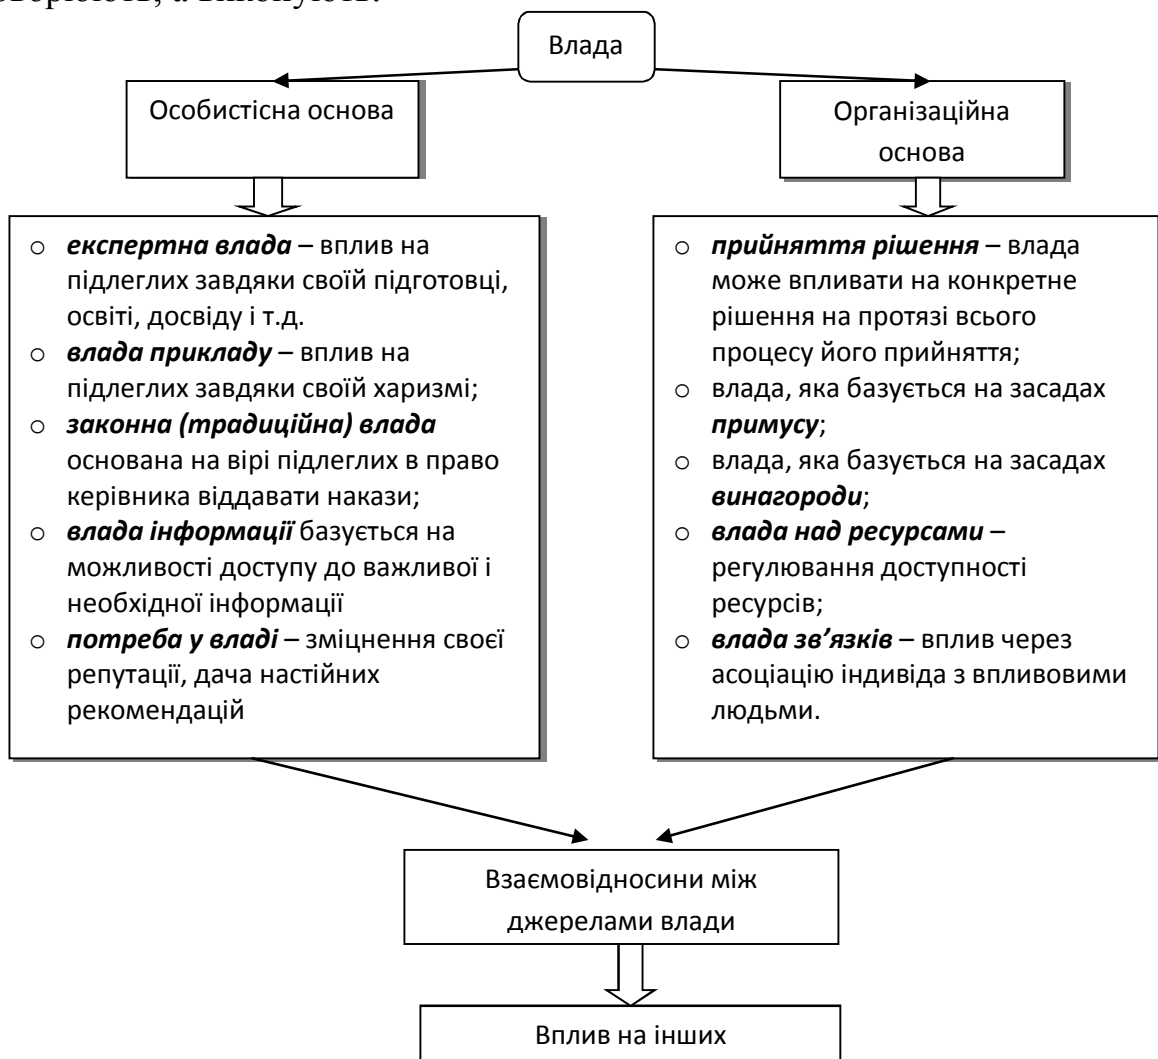 а виконують.
Влада
Особистісна основа
Організаційна
основа
o експертна влада – вплив на
підлеглих завдяки своїй підготовці,
освіті, досвіду і т.д.
o влада прикладу – вплив на
підлеглих завдяки своїй харизмі;
o законна (традиційна) влада
основана на вірі підлеглих в право
керівника віддавати накази;
o влада інформації базується на
можливості доступу до важливої і
необхідної інформації
o потреба у владі – зміцнення своєї
репутації, дача настійних
рекомендацій
o прийняття рішення – влада
може впливати на конкретне
рішення на протязі всього
процесу його прийняття;
o влада, яка базується на засадах
примусу;
o влада, яка базується на засадах
винагороди;
o влада над ресурсами –
регулювання доступності
ресурсів;
o влада зв’язків – вплив через
асоціацію індивіда з впливовими
людьми.
Взаємовідносини між
джерелами влади
Вплив на інших